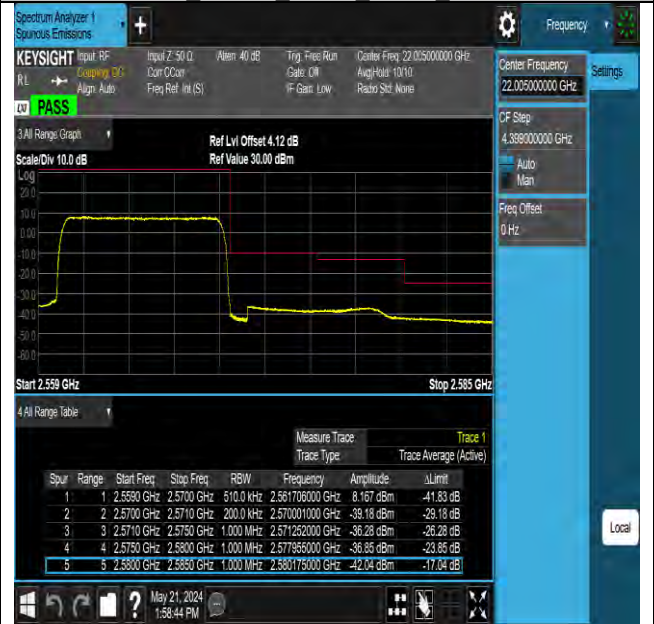 Spectrum Analyzer 1
Spurious Emissions
+
Frequency
KEYSIGHT Input: RF Input Z: 50 Ω Atten: 40 dB Trig: Free Run Center Freq: 22.005000000 GHz
RL Coupling: DC Corr CCorr Gate: Off Avg|Hold: 10/10
Align: Auto Freq Ref: Int (S) IF Gain: Low Radio Std: None
LXI PASS
Center Frequency
22.005000000 GHz
Settings
CF Step
4.399000000 GHz
Auto
Man
Freq Offset
0 Hz
3 All Range Graph
Ref Lvl Offset 4.12 dB
Scale/Div 10.0 dB Ref Value 30.00 dBm
Log
20.0
10.0
0.00
-10.0
-20.0
-30.0
-40.0
-50.0
-60.0
Start 2.559 GHz Stop 2.585 GHz
4 All Range Table
Measure Trace Trace 1
Trace Type Trace Average (Active)
Spur Range Start Freq Stop Freq RBW Frequency Amplitude ΔLimit
1 1 2.5590 GHz 2.5700 GHz 510.0 kHz 2.561706000 GHz 8.167 dBm -41.83 dB
2 2 2.5700 GHz 2.5710 GHz 200.0 kHz 2.570001000 GHz -39.18 dBm -29.18 dB
3 3 2.5710 GHz 2.5750 GHz 1.000 MHz 2.571252000 GHz -36.28 dBm -26.28 dB
4 4 2.5750 GHz 2.5800 GHz 1.000 MHz 2.577955000 GHz -36.85 dBm -23.85 dB
5 5 2.5800 GHz 2.5850 GHz 1.000 MHz 2.580175000 GHz -42.04 dBm -17.04 dB
Local
?
May 21, 2024
1:58:44 PM